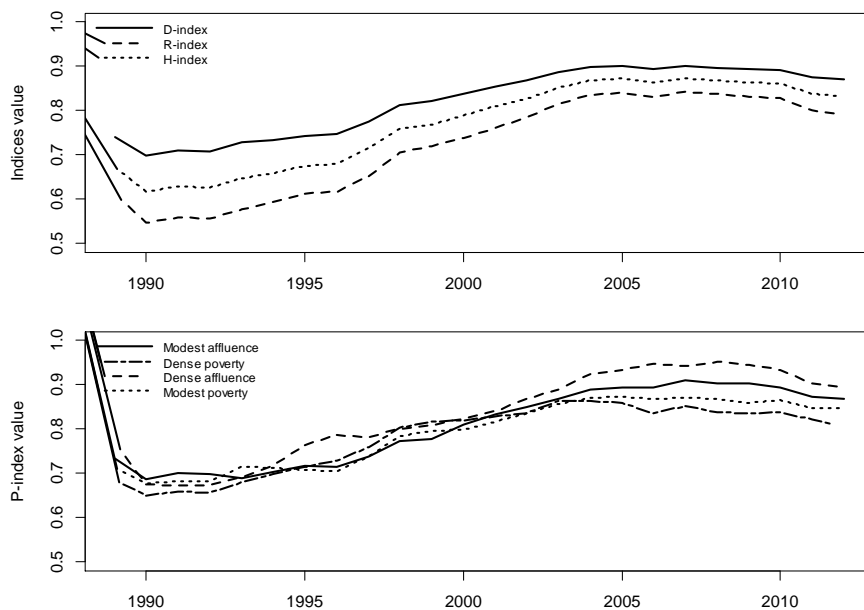 Indices value
1.0
0.9
0.8
0.7
0.6
0.5
D-index
R-index
H-index
1990 1995 2000 2005 2010
P-index value
1.0
0.9
0.8
0.7
0.6
0.5
Modest affluence
Dense poverty
Dense affluence
Modest poverty
1990 1995 2000 2005 2010